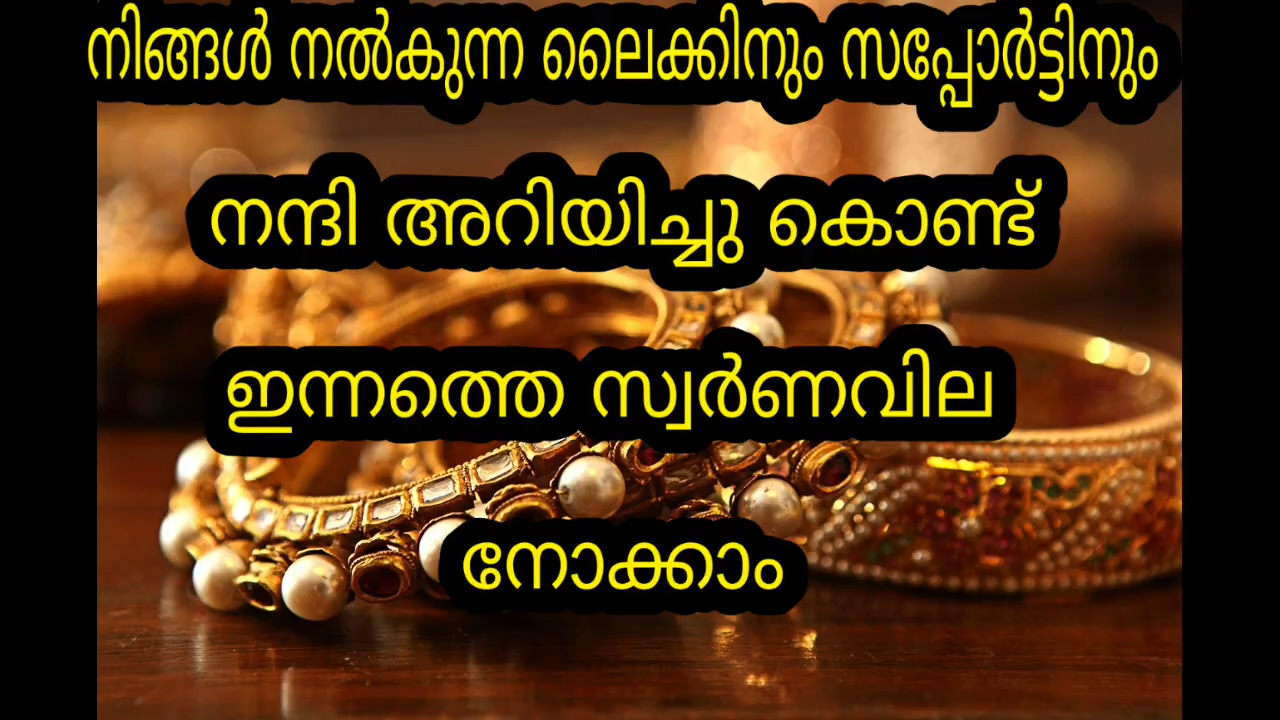 നിങ്ങൾ നൽകുന്ന ലൈക്കിനും സപ്പോർട്ടിനും
നന്ദി അറിയിച്ചു കൊണ്ട്
ഇന്നത്തെ സ്വർണവില
നോക്കാം